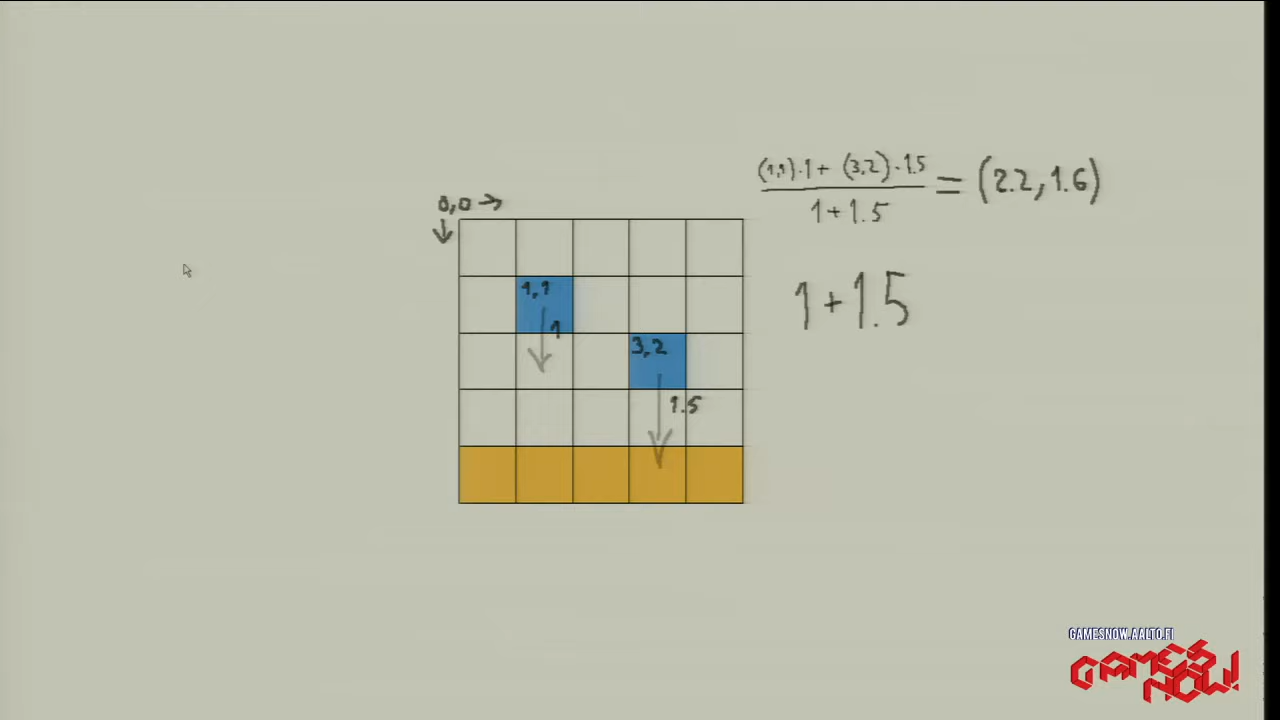 (1,1)·1 + (3,2)·1.5
1 + 1.5
= (2.2, 1.6)
0,0 →
1,1
1
3,2
1.5
1 + 1.5
GAMESNOW.AALTO.FI
GAMES
NOW!